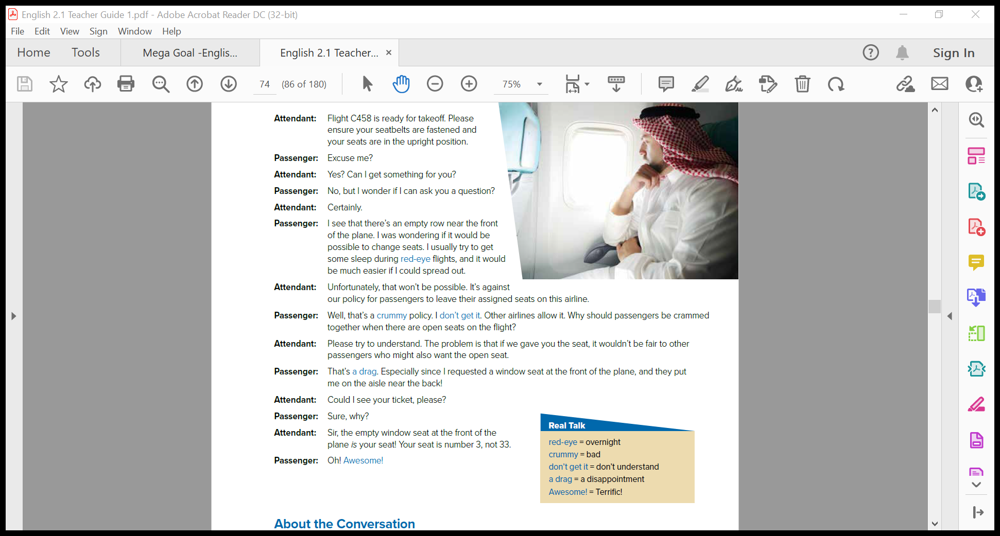 English 2.1 Teacher Guide 1.pdf - Adobe Acrobat Reader DC (32-bit)
File Edit View Sign Window Help
Home Tools Mega Goal -Englis... English 2.1 Teacher... × Sign In
74 (86 of 180) 75%
Attendant: Flight C458 is ready for takeoff. Please
ensure your seatbelts are fastened and
your seats are in the upright position.
Passenger: Excuse me?
Attendant: Yes? Can I get something for you?
Passenger: No, but I wonder if I can ask you a question?
Attendant: Certainly.
Passenger: I see that there's an empty row near the front
of the plane. I was wondering if it would be
possible to change seats. I usually try to get
some sleep during red-eye flights, and it would
be much easier if I could spread out.
Attendant: Unfortunately, that won't be possible. It's against
our policy for passengers to leave their assigned seats on this airline.
Passenger: Well, that's a crummy policy. I don't get it. Other airlines allow it. Why should passengers be crammed
together when there are open seats on the flight?
Attendant: Please try to understand. The problem is that if we gave you the seat, it wouldn't be fair to other
passengers who might also want the open seat.
Passenger: That's a drag. Especially since I requested a window seat at the front of the plane, and they put
me on the aisle near the back!
Attendant: Could I see your ticket, please?
Passenger: Sure, why?
Attendant: Sir, the empty window seat at the front of the
plane is your seat! Your seat is number 3, not 33.
Passenger: Oh! Awesome!
Real Talk
red-eye = overnight
crummy = bad
don't get it = don't understand
a drag = a disappointment
Awesome! = Terrific!
About the Conversation